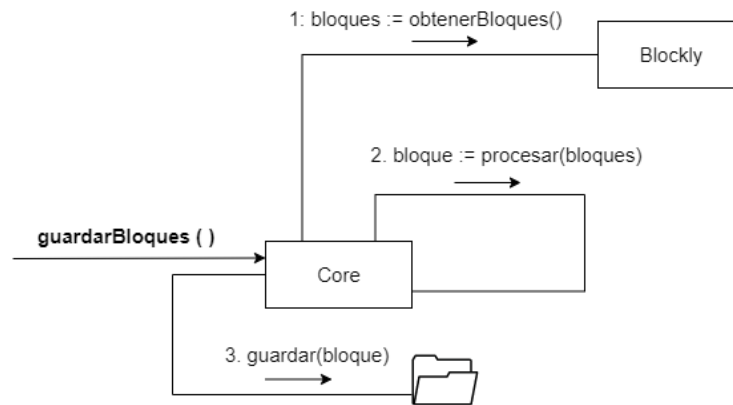 1: bloques := obtenerBloques()
Blockly
2. bloque := procesar(bloques)
guardarBloques ( )
Core
3. guardar(bloque)